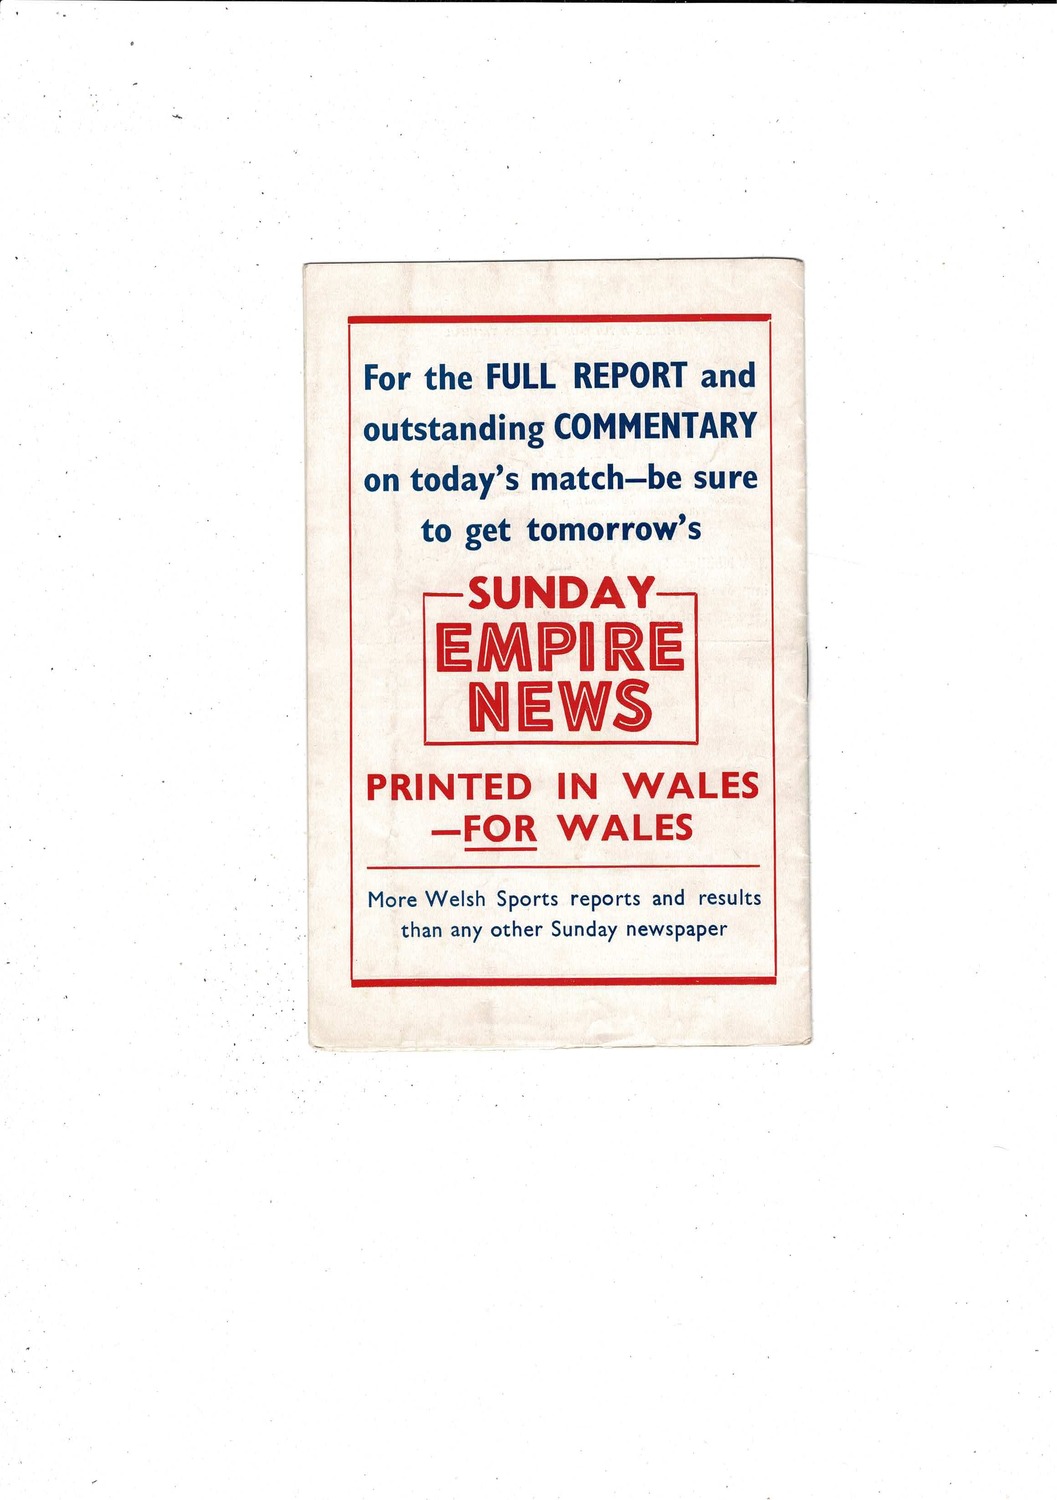 For the FULL REPORT and
outstanding COMMENTARY
on today's match—be sure
to get tomorrow's
SUNDAY
EMPIRE
NEWS
PRINTED IN WALES
—FOR WALES
More Welsh Sports reports and results
than any other Sunday newspaper